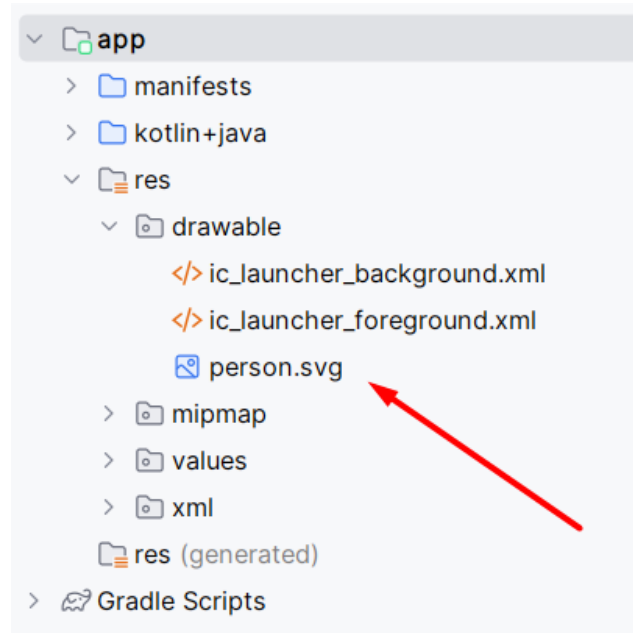 app
manifests
kotlin+java
res
drawable
</> ic_launcher_background.xml
</> ic_launcher_foreground.xml
person.svg
mipmap
values
xml
res (generated)
Gradle Scripts